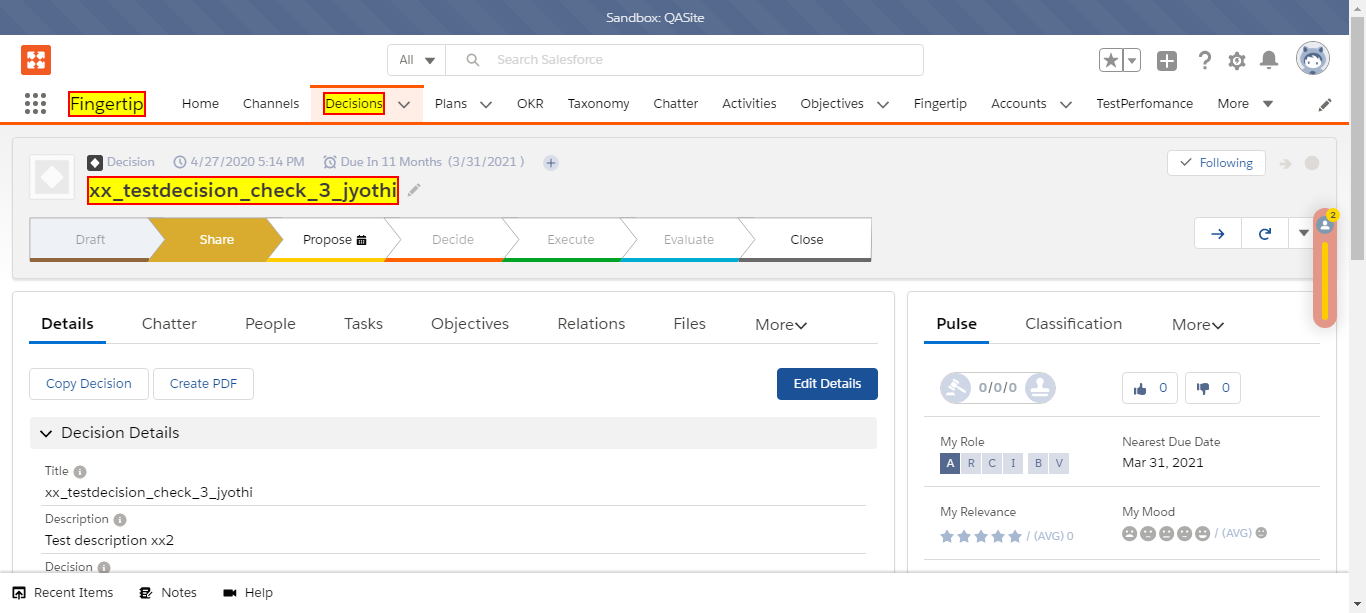 Sandbox: QASite
All Search Salesforce
Fingertip Home Channels Decisions Plans OKR Taxonomy Chatter Activities Objectives Fingertip Accounts TestPerfomance More
Decision 4/27/2020 5:14 PM Due In 11 Months (3/31/2021 )
Following
xx_testdecision_check_3_jyothi
2
Draft Share Propose Decide Execute Evaluate Close
Details Chatter People Tasks Objectives Relations Files More
Copy Decision Create PDF Edit Details
Decision Details
Title
xx_testdecision_check_3_jyothi
Description
Test description xx2
Decision
Pulse Classification More
0/0/0 0 0
My Role Nearest Due Date
A R C I B V Mar 31, 2021
My Relevance My Mood
/ (AVG) 0 / (AVG)
Recent Items Notes Help